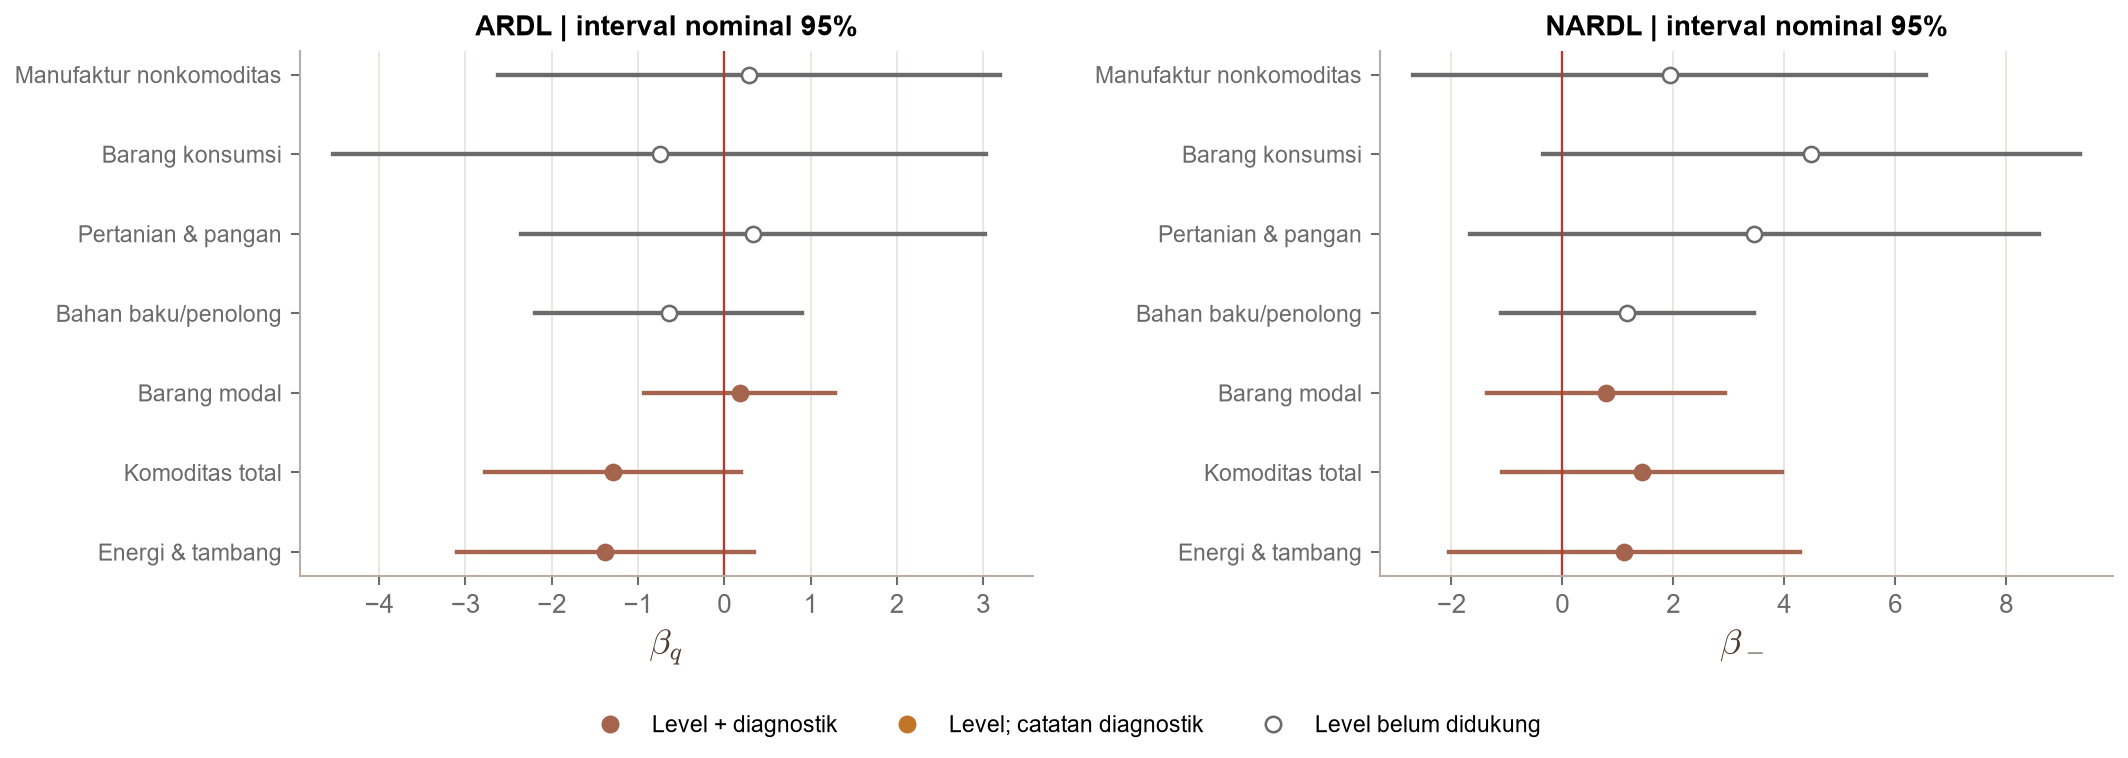 ARDL | interval nominal 95%
Manufaktur nonkomoditas
Barang konsumsi
Pertanian & pangan
Bahan baku/penolong
Barang modal
Komoditas total
Energi & tambang
−4 −3 −2 −1 0 1 2 3
β_q
NARDL | interval nominal 95%
Manufaktur nonkomoditas
Barang konsumsi
Pertanian & pangan
Bahan baku/penolong
Barang modal
Komoditas total
Energi & tambang
−2 0 2 4 6 8
β_−
Level + diagnostik
Level; catatan diagnostik
Level belum didukung